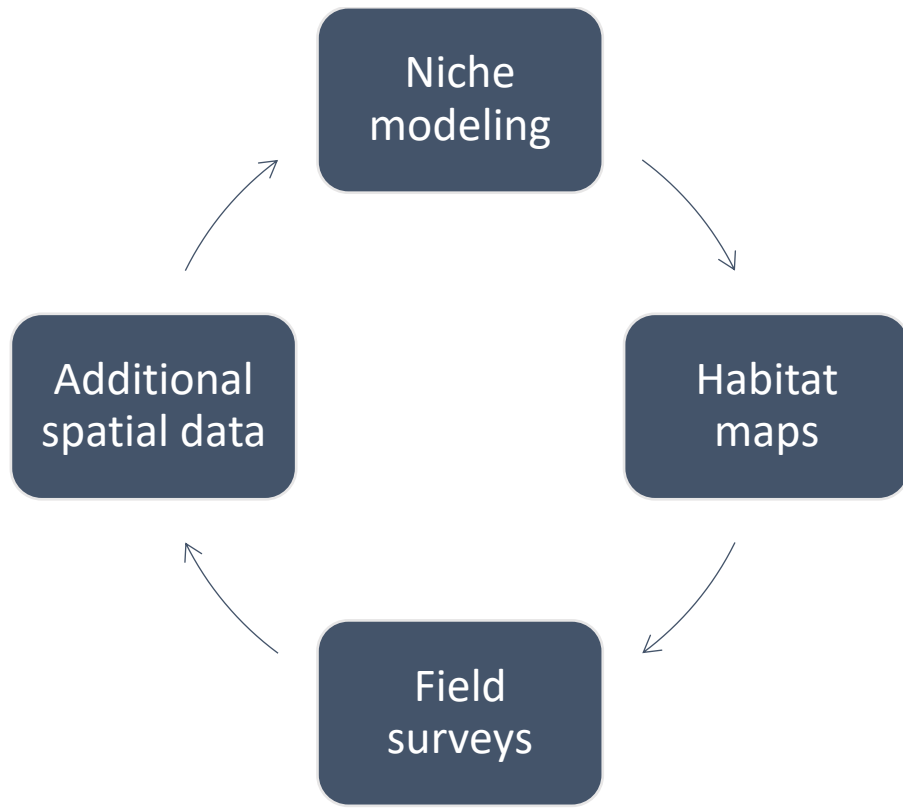 Niche
modeling
Habitat
maps
Field
surveys
Additional
spatial data